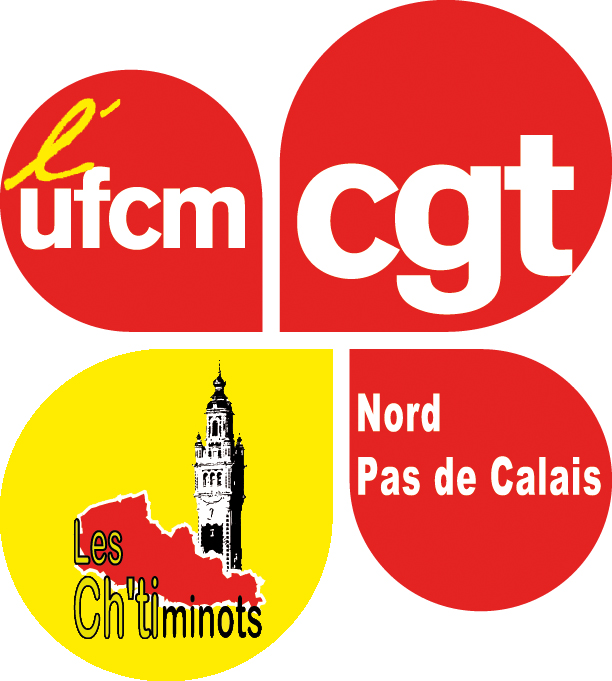 l'
ufcm
cgt
Nord
Pas de Calais
Les
Ch'timinots